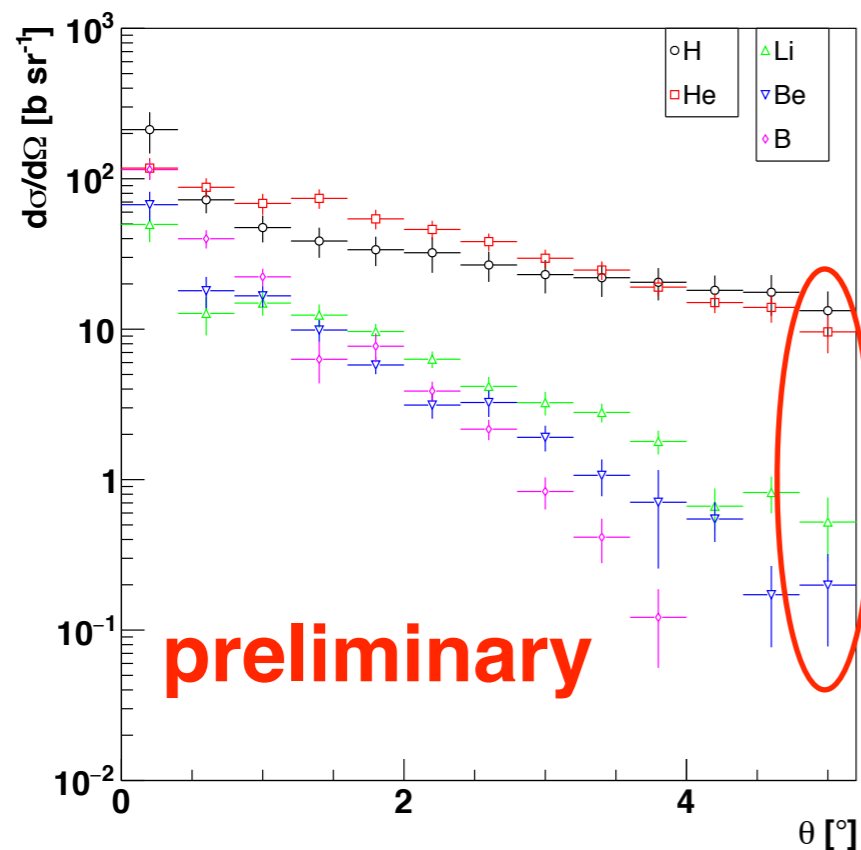 dσ/dΩ [b sr⁻¹]
10³
10²
10
1
10⁻¹
10⁻²
H
He
Li
Be
B
preliminary
0
2
4
θ [°]